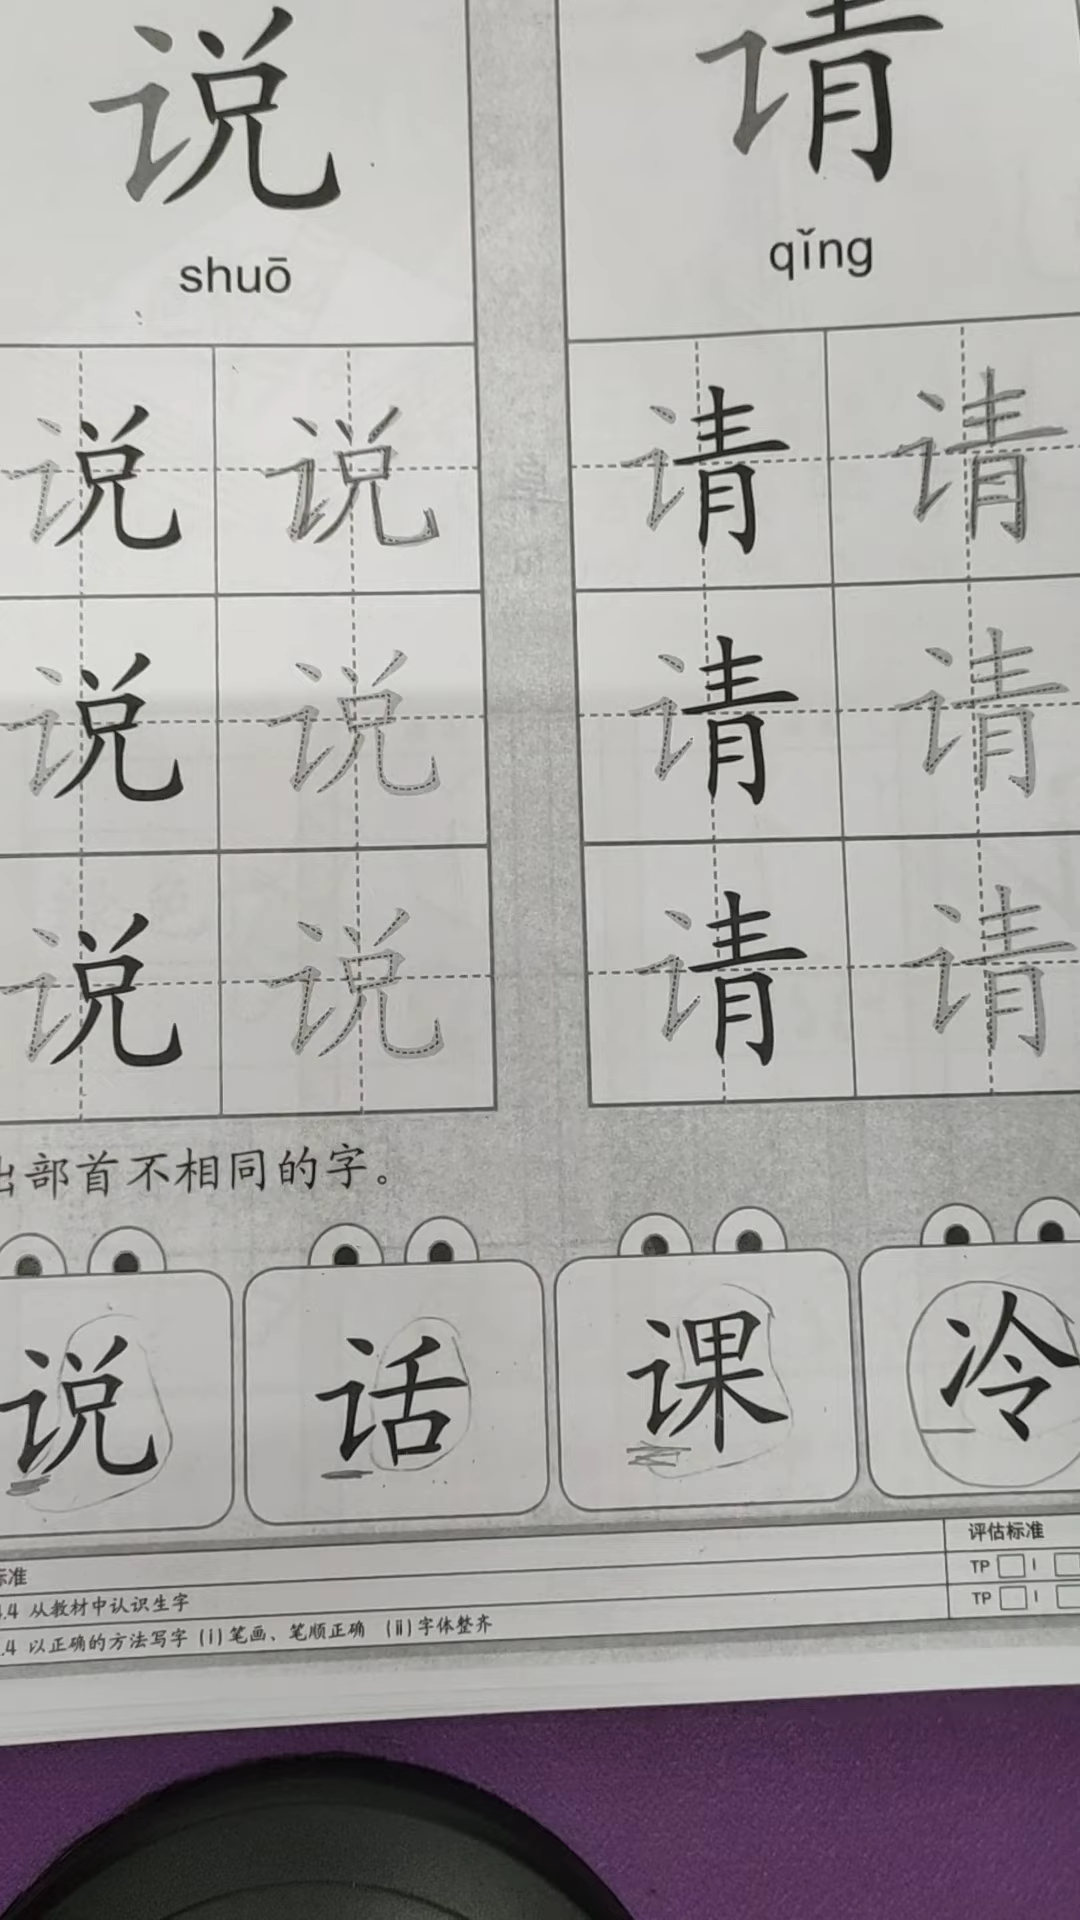 说 请
shuō qǐng
说 说 请 请
说 说 请 请
说 说 请 请
出部首不相同的字。
说 话 课 冷
评估标准
标准 TP 1
.4 从教材中认识生字 TP 1
.4 以正确的方法写字 (i) 笔画、笔顺正确 (ii) 字体整齐